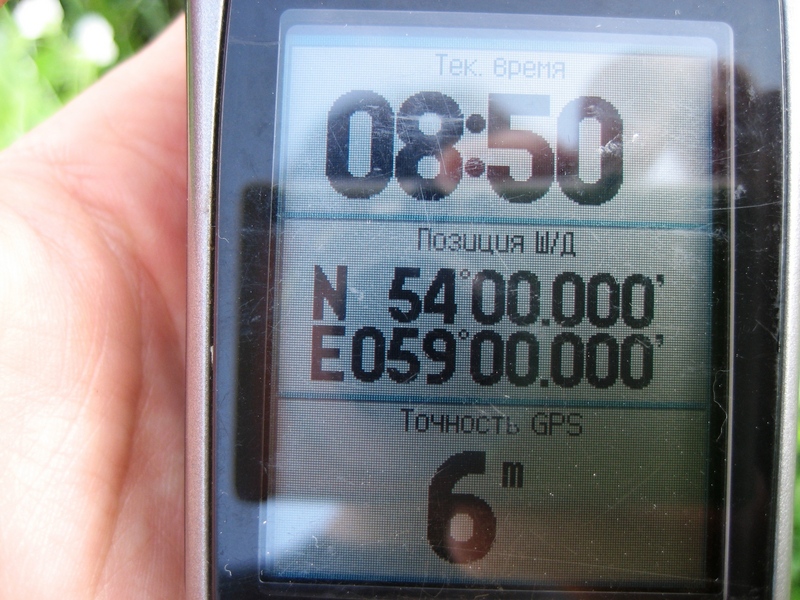 Тек. время
08:50
Позиция Ш/Д
N 54°00.000'
E059°00.000'
Точность GPS
6 m